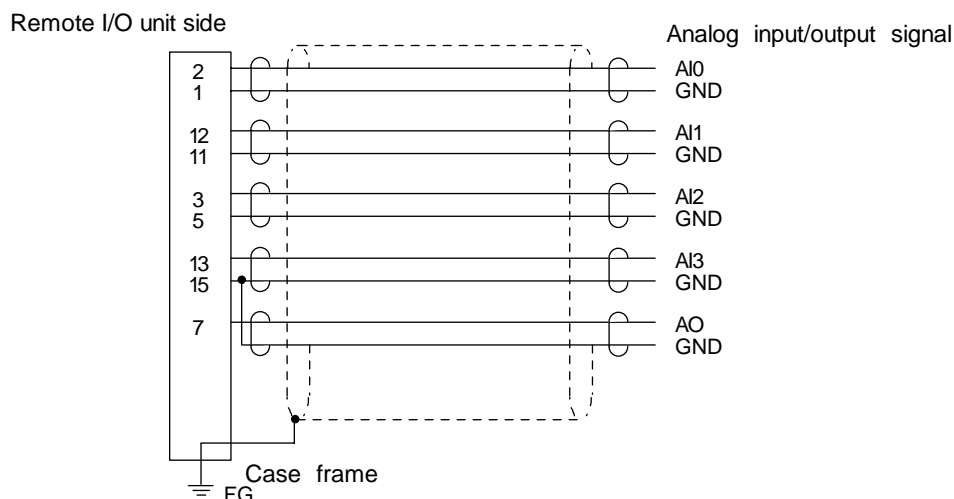 Remote I/O unit side
Analog input/output signal
2 AI0
1 GND
12 AI1
11 GND
3 AI2
5 GND
13 AI3
15 GND
7 AO
GND
Case frame